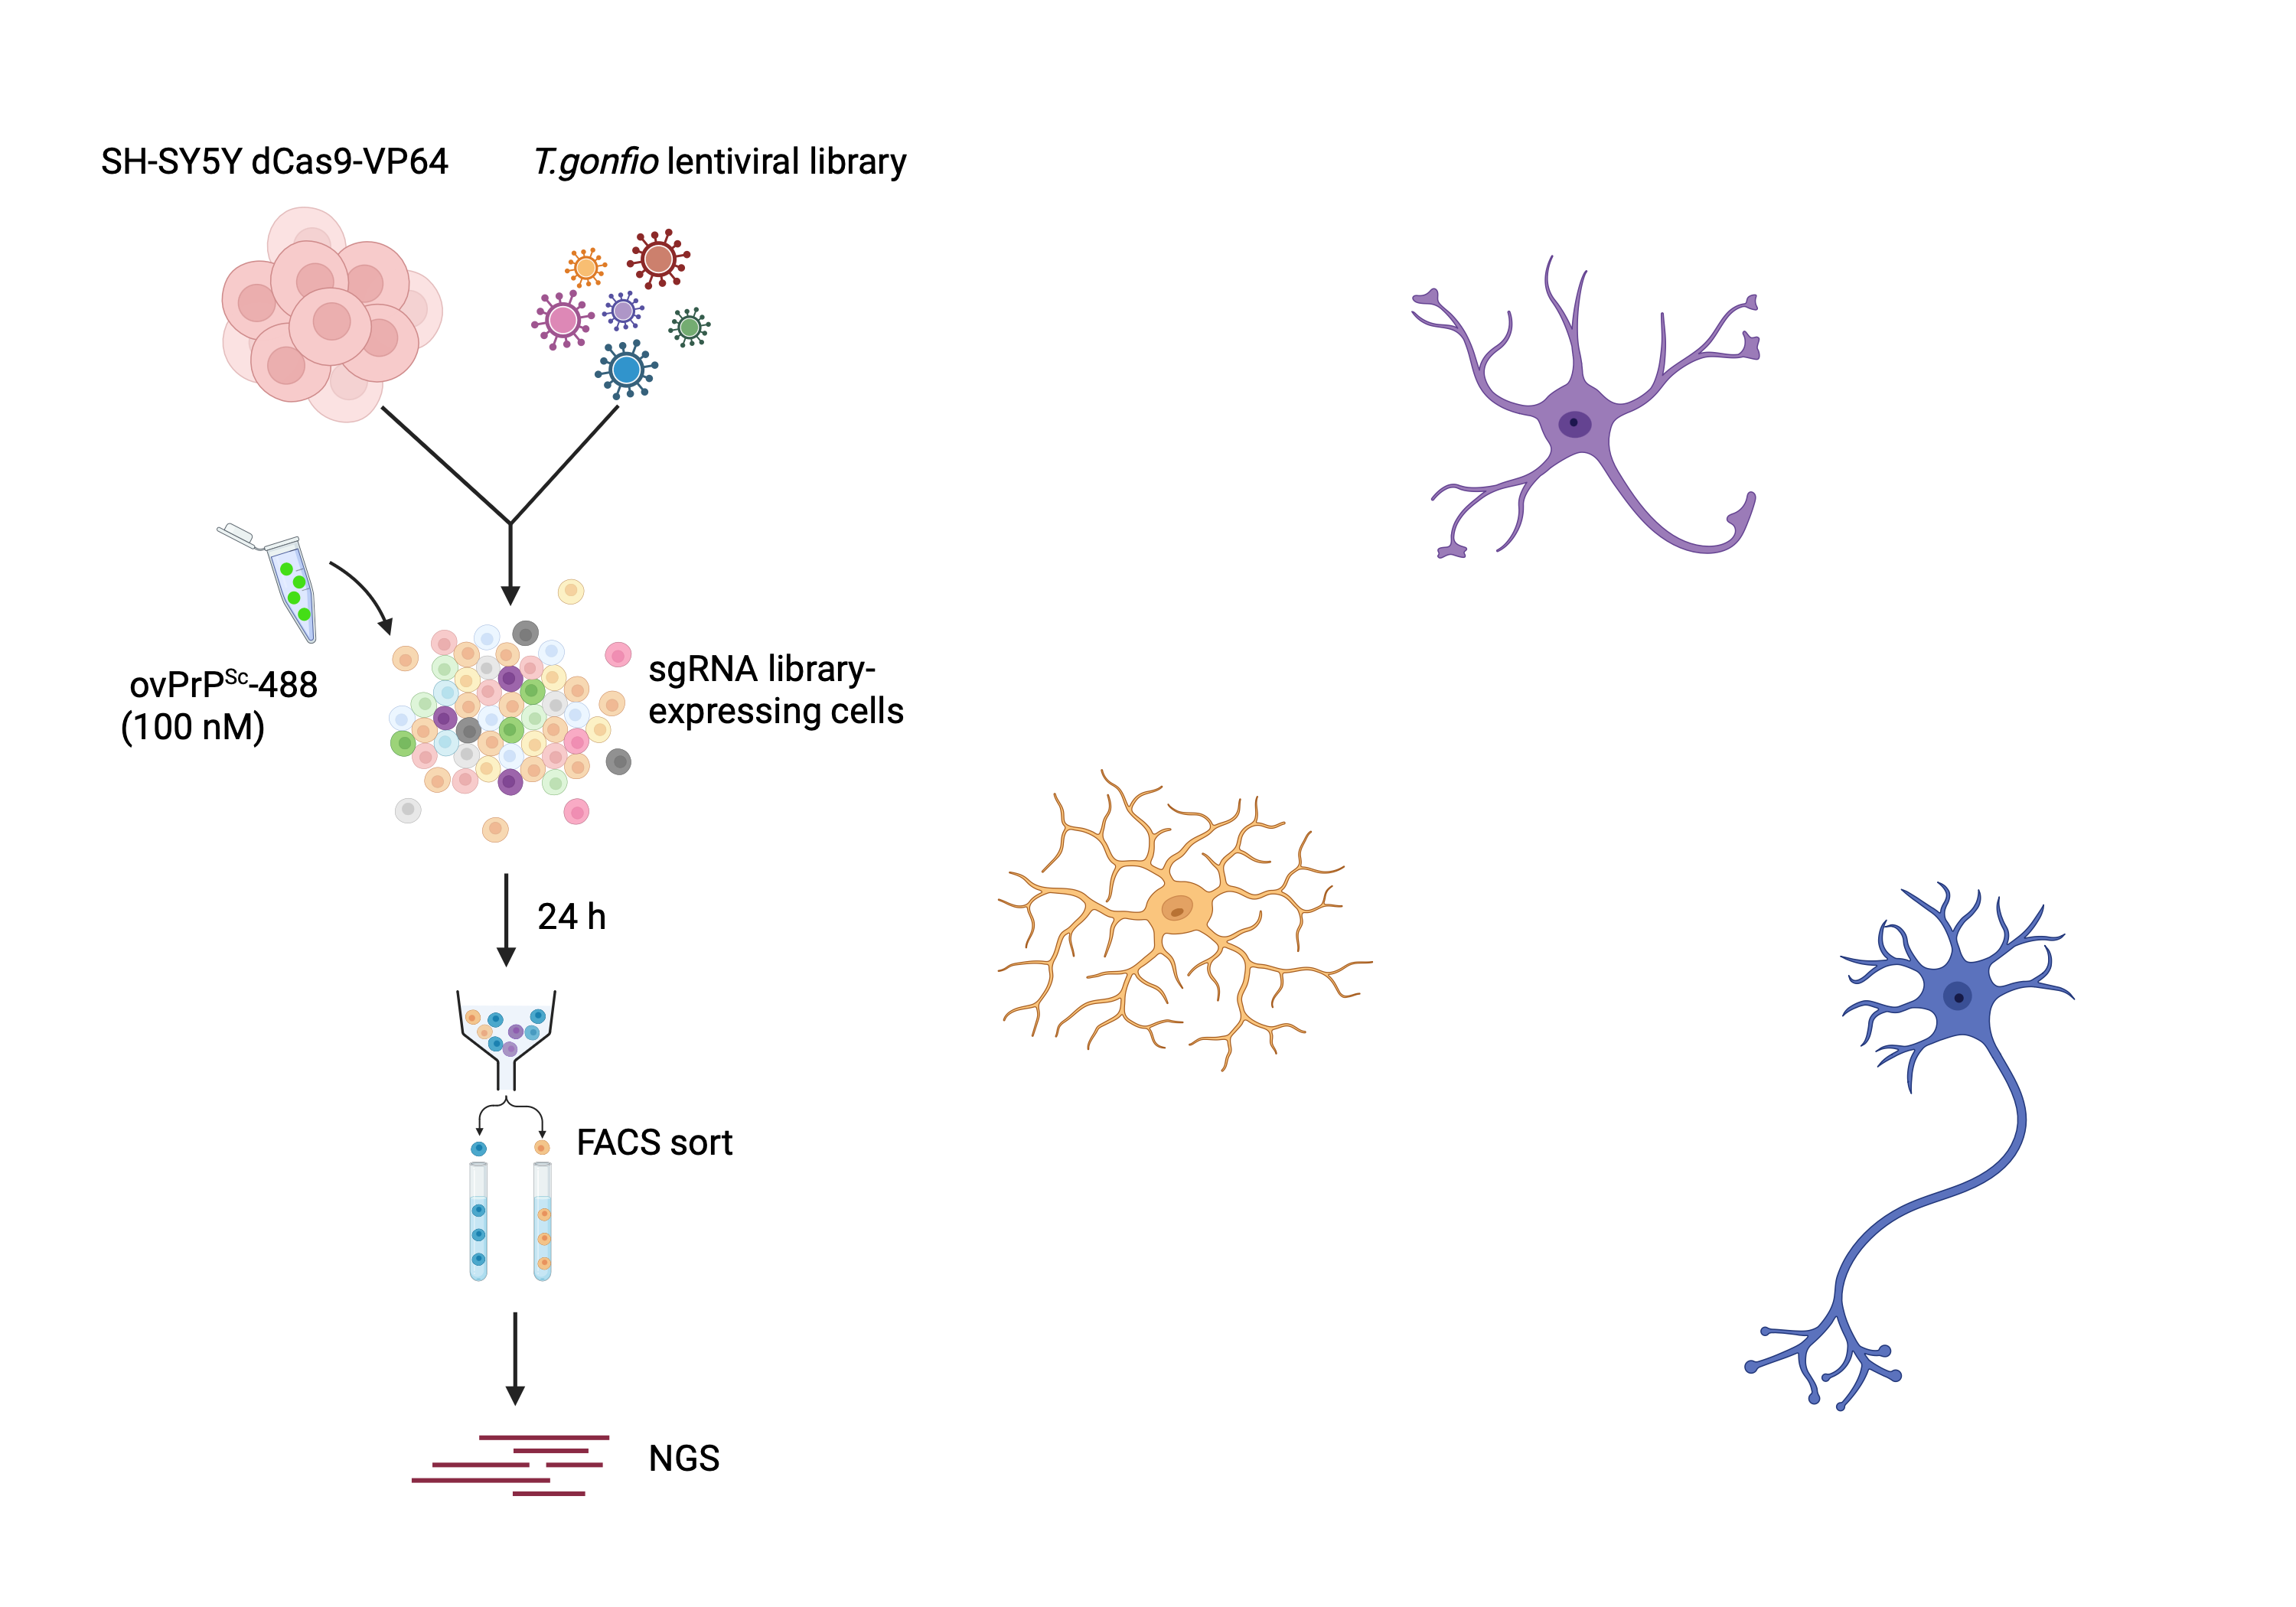 SH-SY5Y dCas9-VP64
T.gonfio lentiviral library
ovPrPSc-488
(100 nM)
sgRNA library-
expressing cells
24 h
FACS sort
NGS